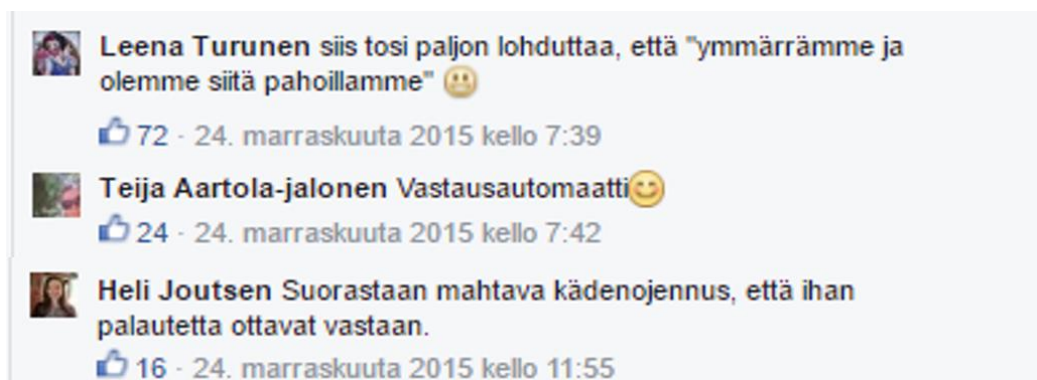 Leena Turunen siis tosi paljon lohduttaa, että "ymmärrämme ja
olemme siitä pahoillamme"
72 · 24. marraskuuta 2015 kello 7:39
Teija Aartola-jalonen Vastausautomaatti
24 · 24. marraskuuta 2015 kello 7:42
Heli Joutsen Suorastaan mahtava kädenojennus, että ihan
palautetta ottavat vastaan.
16 · 24. marraskuuta 2015 kello 11:55